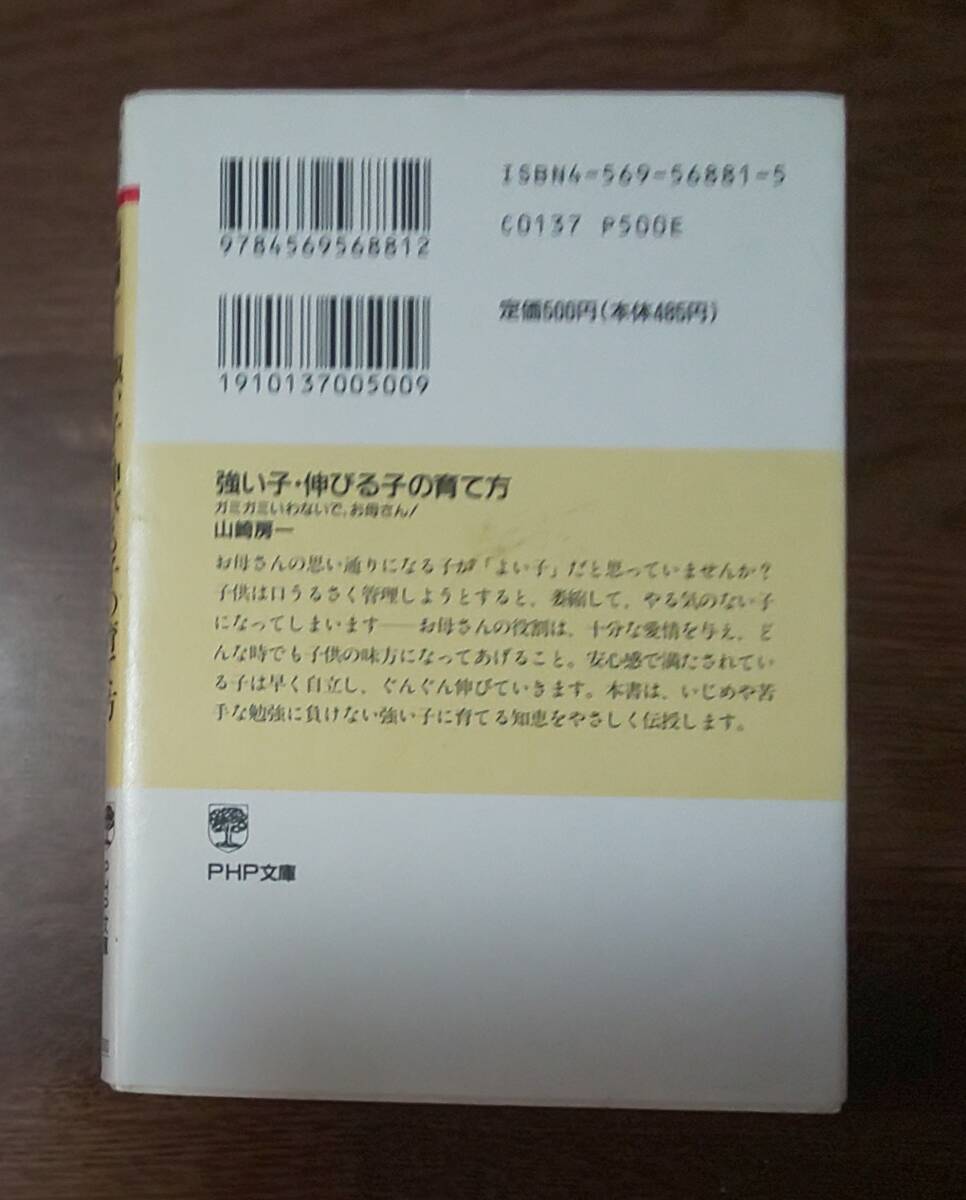 9784569568812
ISBN4-569-56881-5
C0137 P500E
1910137005009
定価500円(本体485円)
強い子・伸びる子の育て方
ガミガミいわないで、お母さん!
山崎房一
お母さんの思い通りになる子が「よい子」だと思っていませんか?
子供は口うるさく管理しようとすると、萎縮して、やる気のない子
になってしまいます——お母さんの役割は、十分な愛情を与え、ど
んな時でも子供の味方になってあげること。安心感で満たされてい
る子は早く自立し、ぐんぐん伸びていきます。本書は、いじめや苦
手な勉強に負けない強い子に育てる知恵をやさしく伝授します。
PHP文庫